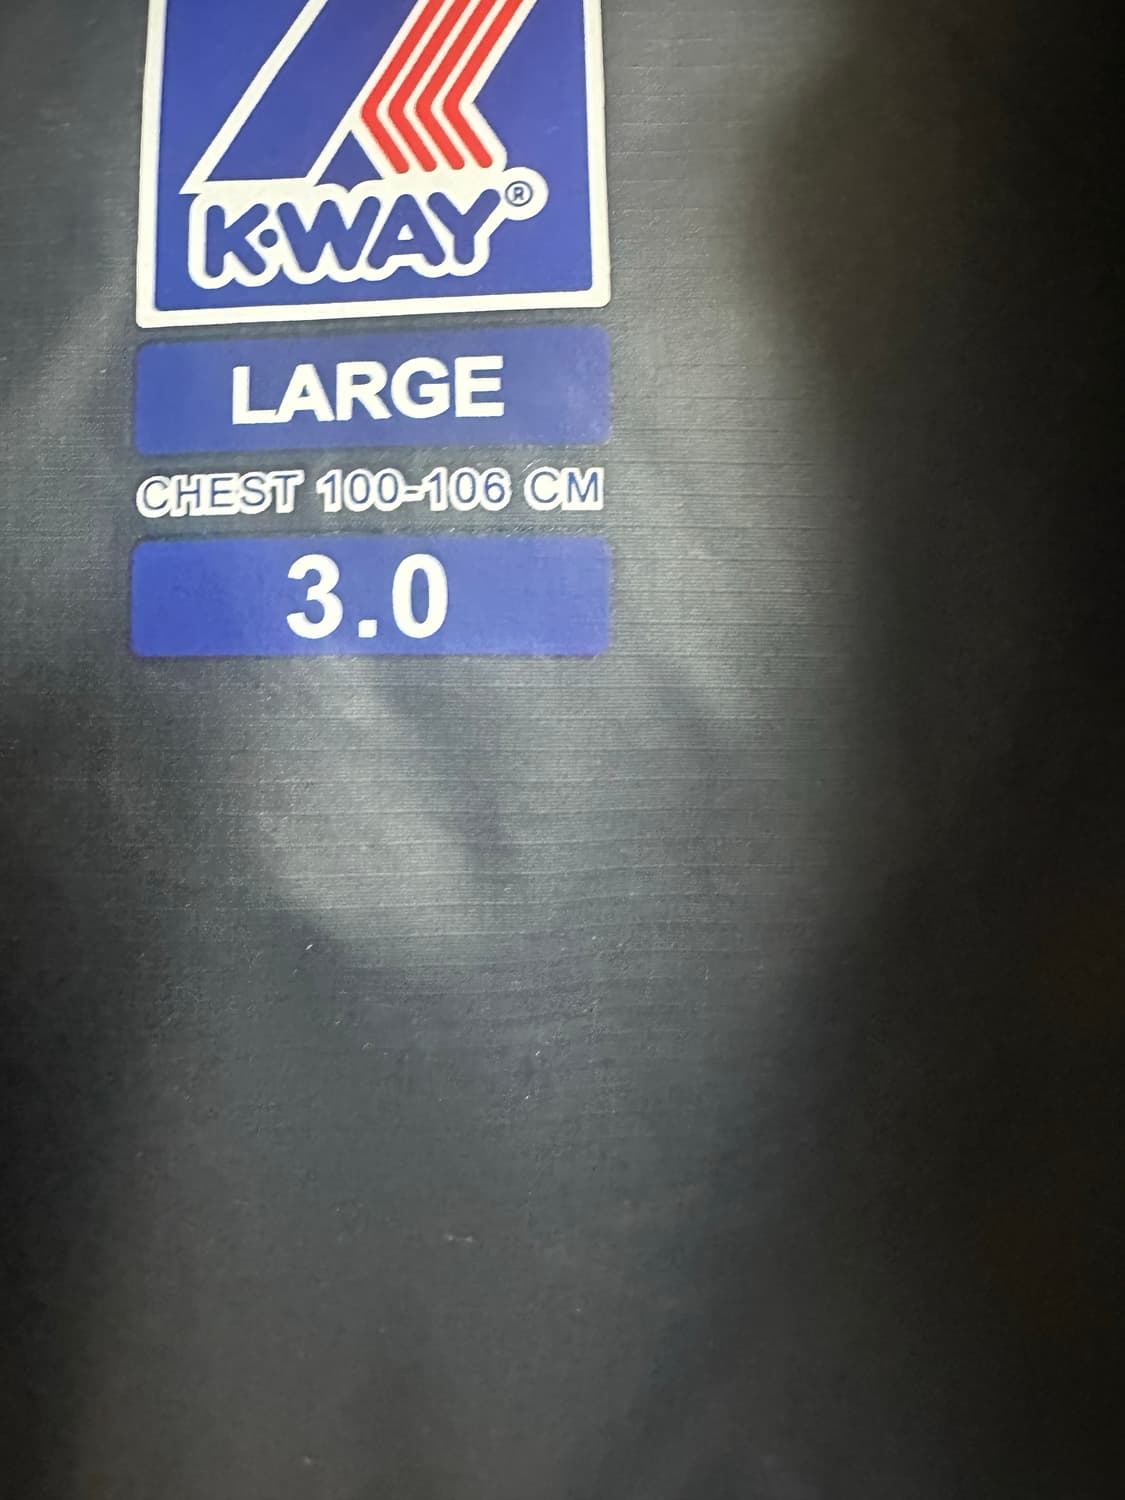 K·WAY®
LARGE
CHEST 100-106 CM
3.0